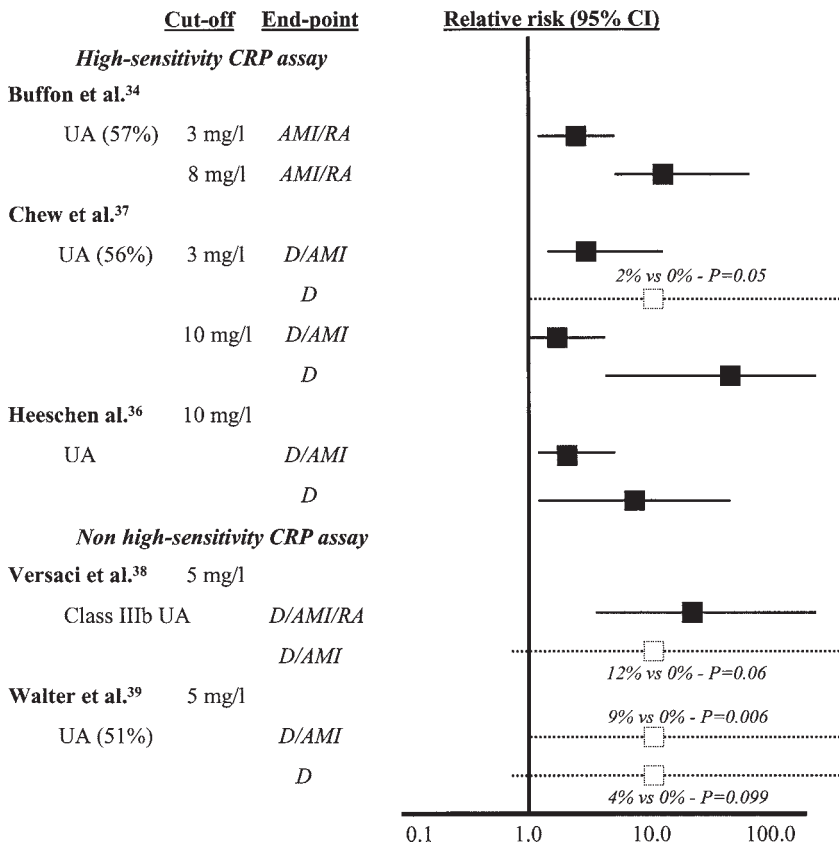 Cut-off End-point Relative risk (95% CI)
High-sensitivity CRP assay
Buffon et al.³⁴
UA (57%) 3 mg/l AMI/RA
8 mg/l AMI/RA
Chew et al.³⁷
UA (56%) 3 mg/l D/AMI
2% vs 0% - P=0.05
D
10 mg/l D/AMI
D
Heeschen al.³⁶ 10 mg/l
UA D/AMI
D
Non high-sensitivity CRP assay
Versaci et al.³⁸ 5 mg/l
Class IIIb UA D/AMI/RA
D/AMI
12% vs 0% - P=0.06
Walter et al.³⁹ 5 mg/l
9% vs 0% - P=0.006
UA (51%) D/AMI
D
4% vs 0% - P=0.099
0.1 1.0 10.0 100.0